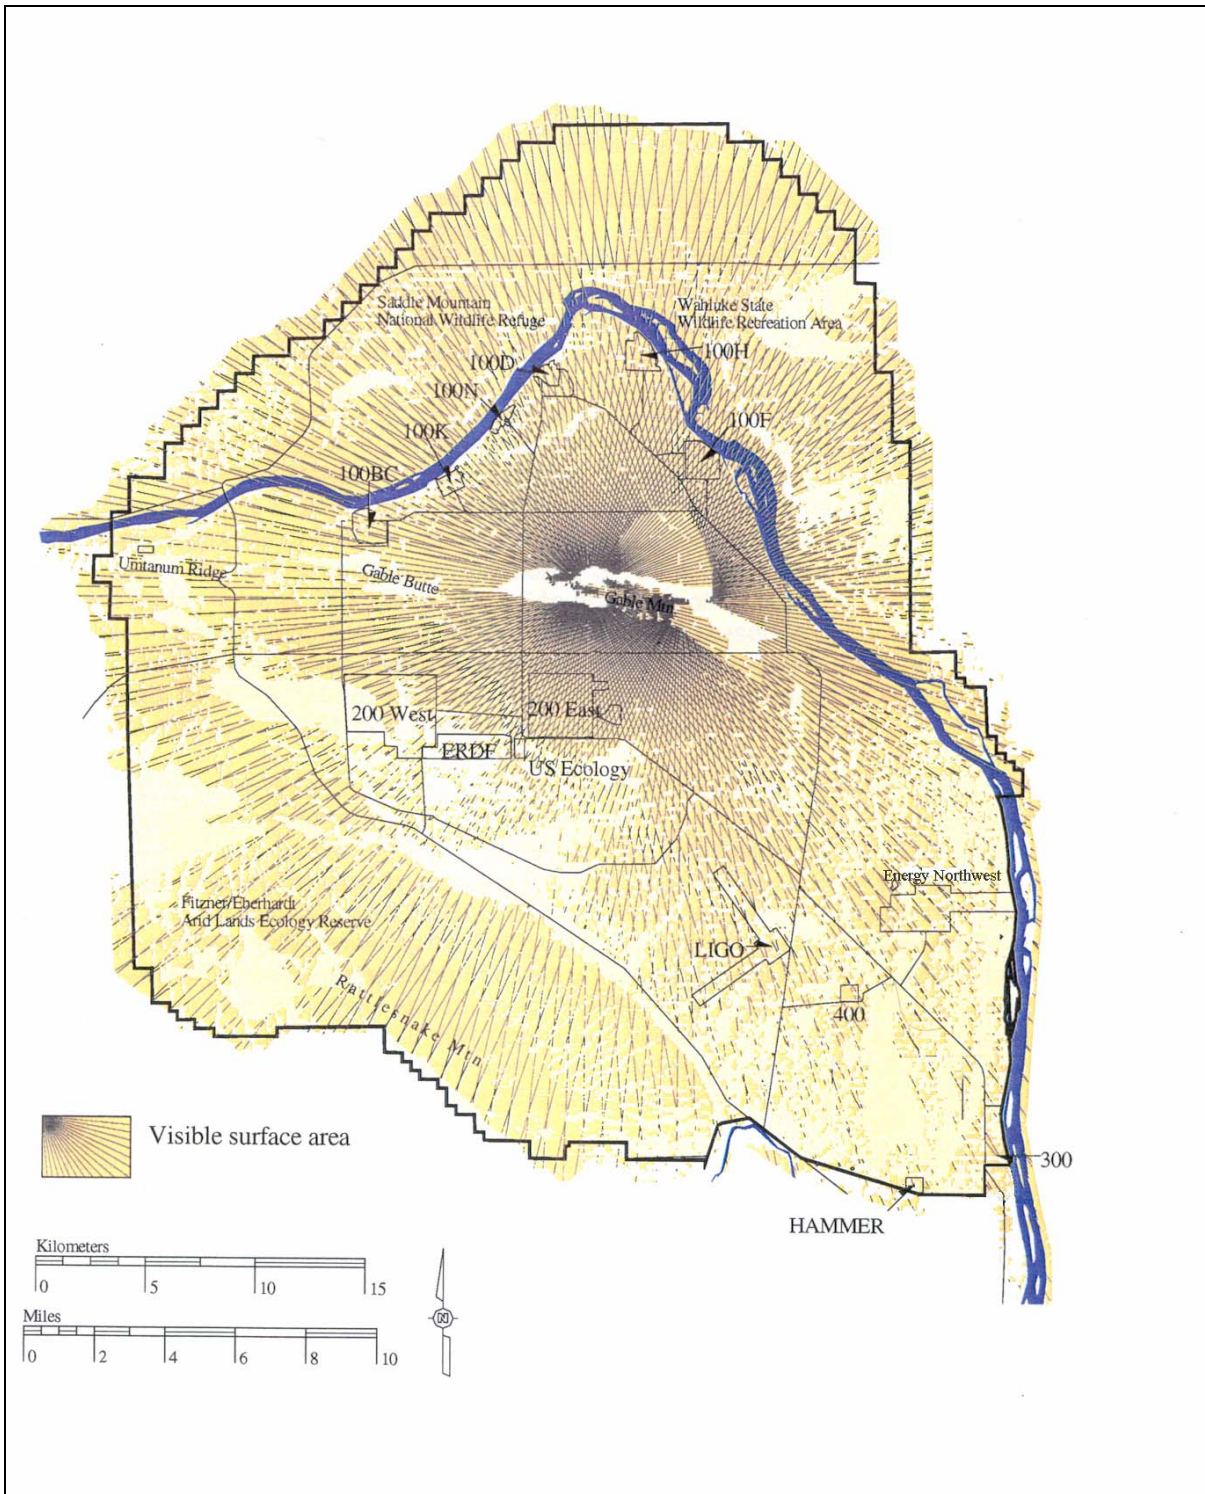 Saddle Mountain
National Wildlife Refuge
Wahluke State
Wildlife Recreation Area
100H
100D
100N
100F
100K
100BC
Umtanum Ridge
Gable Butte
Gable Mtn
200 West
200 East
ERDF
US Ecology
Energy Northwest
Fitzner/Eberhardt
Arid Lands Ecology Reserve
LIGO
Rattlesnake Mtn
400
Visible surface area
300
HAMMER
Kilometers
0 5 10 15
N
Miles
0 2 4 6 8 10